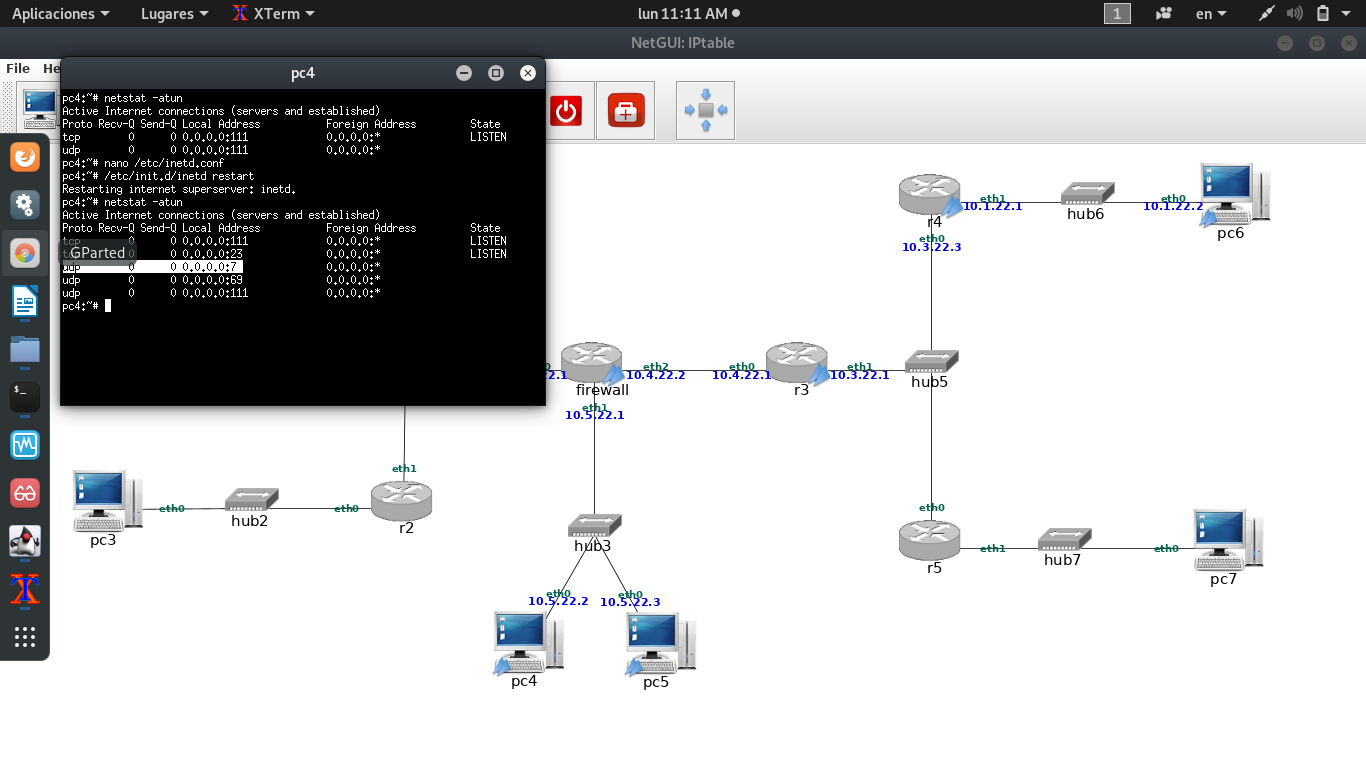 Aplicaciones
Lugares
XTerm
lun 11:11 AM
1
en
NetGUI: IPtable
File
He
pc4
pc4:~# netstat -atun
Active Internet connections (servers and established)
Proto Recv-Q Send-Q Local Address Foreign Address State
tcp 0 0 0.0.0.0:111 0.0.0.0:* LISTEN
udp 0 0 0.0.0.0:111 0.0.0.0:*
pc4:~# nano /etc/inetd.conf
pc4:~# /etc/init.d/inetd restart
Restarting internet superserver: inetd.
pc4:~# netstat -atun
Active Internet connections (servers and established)
Proto Recv-Q Send-Q Local Address Foreign Address State
tcp 0 0 0.0.0.0:111 0.0.0.0:* LISTEN
0 0.0.0.0:23 0.0.0.0:* LISTEN
GParted
udp 0 0 0.0.0.0:7 0.0.0.0:*
udp 0 0 0.0.0.0:69 0.0.0.0:*
udp 0 0 0.0.0.0:111 0.0.0.0:*
pc4:~#
r4
eth1
10.1.22.1
hub6
eth0
10.1.22.2
pc6
eth0
10.3.22.3
22.1
firewall
eth2
10.4.22.2
eth0
10.4.22.1
r3
eth1
10.3.22.1
hub5
eth1
10.5.22.1
pc3
eth0
hub2
eth0
eth1
r2
hub3
eth0
r5
eth1
hub7
eth0
pc7
eth0
10.5.22.2
eth0
10.5.22.3
pc4
pc5